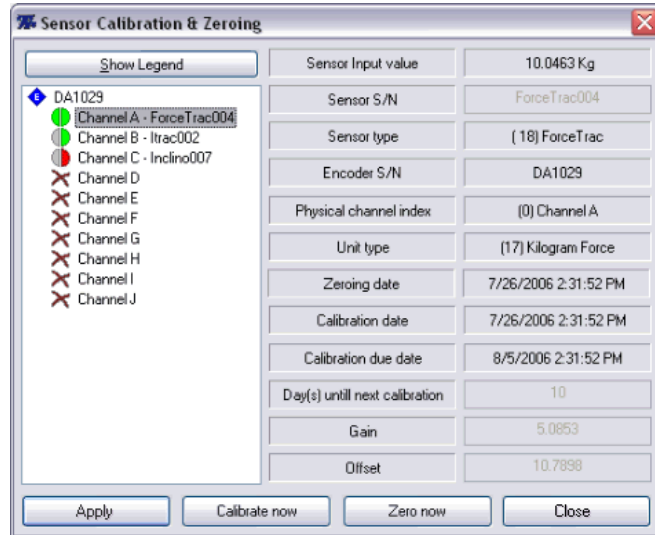 Sensor Calibration & Zeroing
Show Legend
DA1029
Channel A - ForceTrac004
Channel B - Itrac002
Channel C - Inclino007
Channel D
Channel E
Channel F
Channel G
Channel H
Channel I
Channel J
Sensor Input value 10.0463 Kg
Sensor S/N ForceTrac004
Sensor type ( 18) ForceTrac
Encoder S/N DA1029
Physical channel index (0) Channel A
Unit type (17) Kilogram Force
Zeroing date 7/26/2006 2:31:52 PM
Calibration date 7/26/2006 2:31:52 PM
Calibration due date 8/5/2006 2:31:52 PM
Day(s) untill next calibration 10
Gain 5.0853
Offset 10.7898
Apply Calibrate now Zero now Close